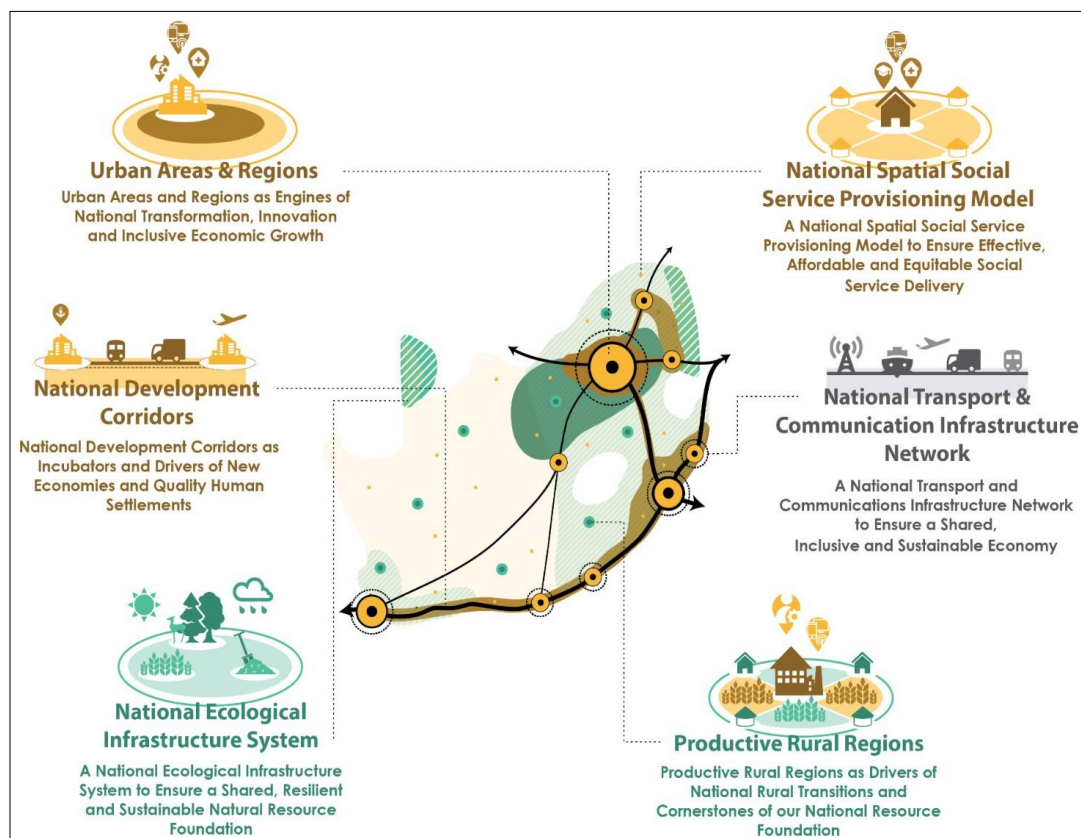 Urban Areas & Regions
Urban Areas and Regions as Engines of
National Transformation, Innovation
and Inclusive Economic Growth
National Spatial Social
Service Provisioning Model
A National Spatial Social Service
Provisioning Model to Ensure Effective,
Affordable and Equitable Social
Service Delivery
National Development
Corridors
National Development Corridors as
Incubators and Drivers of New
Economies and Quality Human
Settlements
National Transport &
Communication Infrastructure
Network
A National Transport and
Communications Infrastructure Network
to Ensure a Shared,
Inclusive and Sustainable Economy
National Ecological
Infrastructure System
A National Ecological Infrastructure
System to Ensure a Shared, Resilient
and Sustainable Natural Resource
Foundation
Productive Rural Regions
Productive Rural Regions as Drivers of
National Rural Transitions and
Cornerstones of our National Resource
Foundation